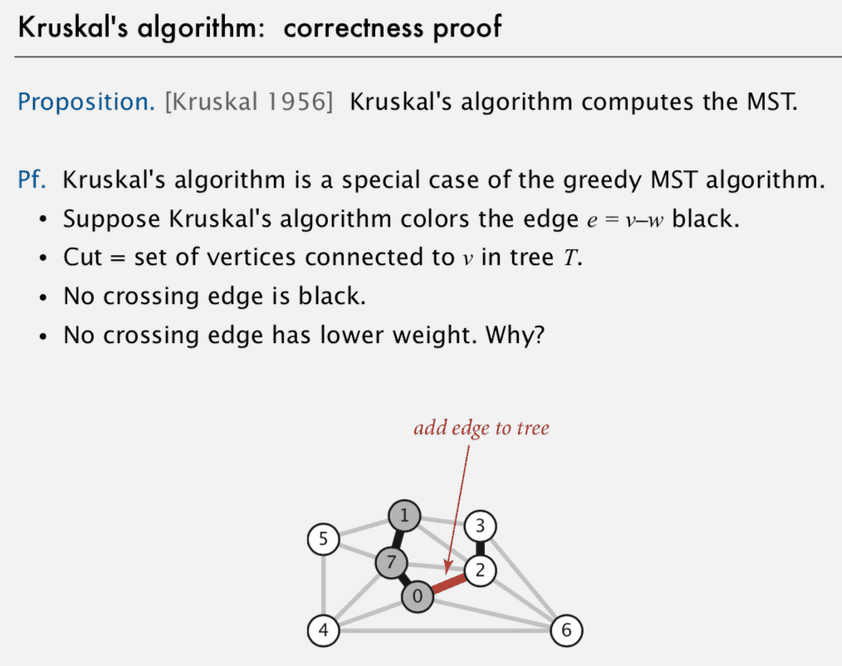 Kruskal's algorithm: correctness proof
Proposition. [Kruskal 1956] Kruskal's algorithm computes the MST.
Pf. Kruskal's algorithm is a special case of the greedy MST algorithm.
• Suppose Kruskal's algorithm colors the edge e = v–w black.
• Cut = set of vertices connected to v in tree T.
• No crossing edge is black.
• No crossing edge has lower weight. Why?
add edge to tree
1
3
5
7
2
0
4
6